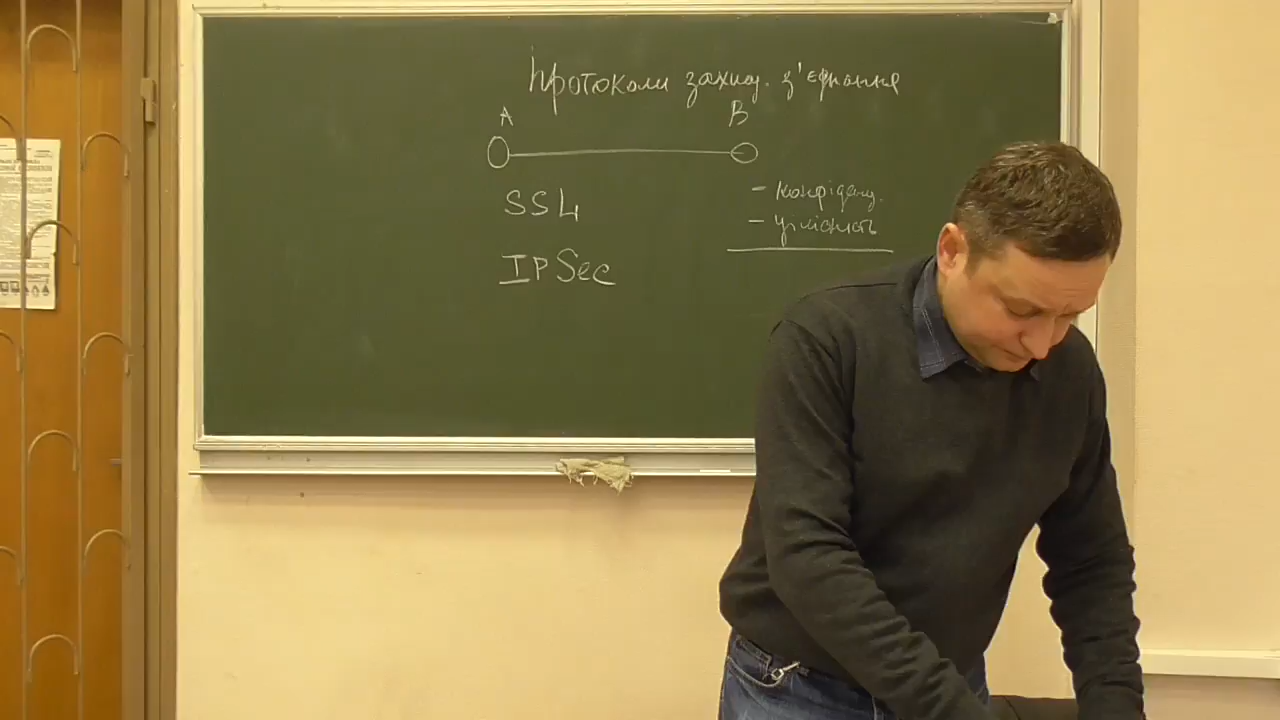 Протоколи захищ. з'єднання
A B
SSL
IPSec
- конфіденц.
- цілісність